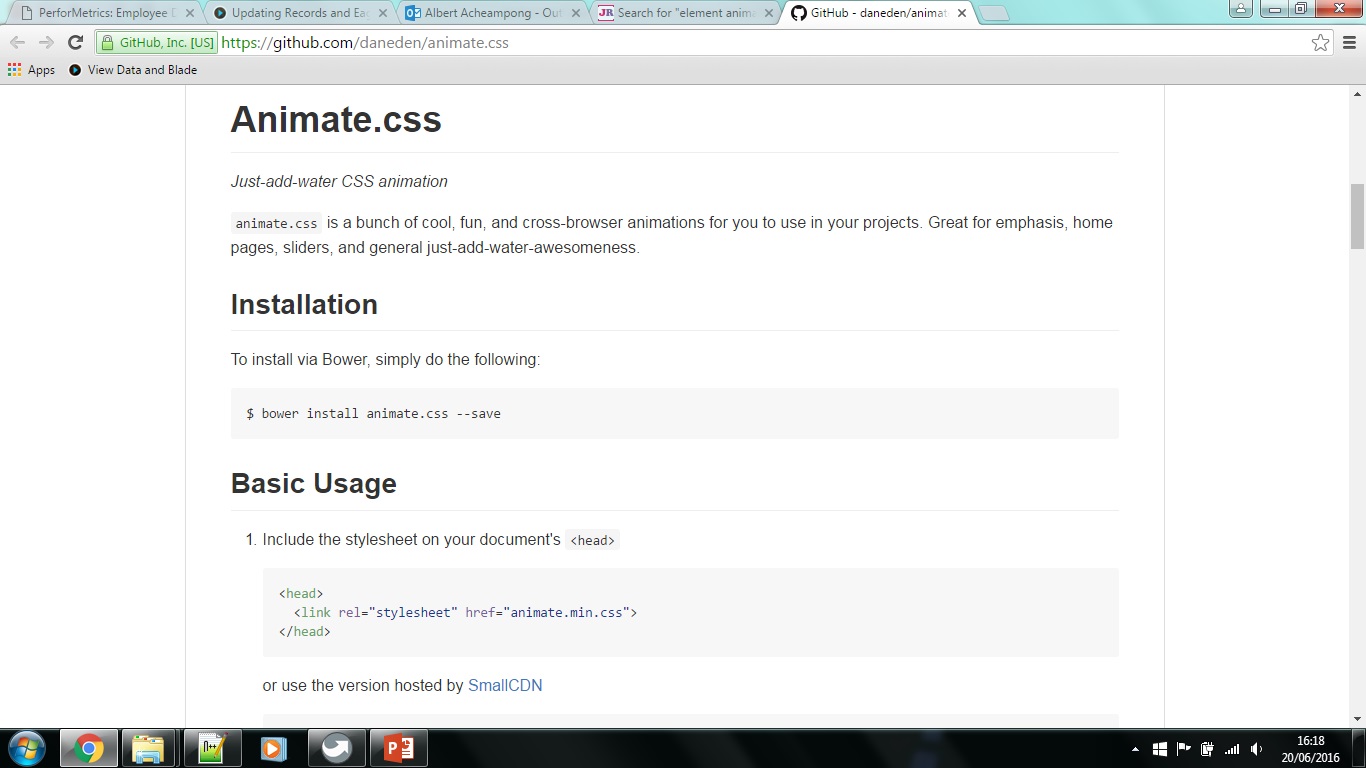 PerforMetrics: Employee D
Updating Records and Eag
Albert Acheampong - Out
Search for "element anima
GitHub - daneden/animat
GitHub, Inc. [US] https://github.com/daneden/animate.css
Apps View Data and Blade
Animate.css
Just-add-water CSS animation
animate.css is a bunch of cool, fun, and cross-browser animations for you to use in your projects. Great for emphasis, home
pages, sliders, and general just-add-water-awesomeness.
Installation
To install via Bower, simply do the following:
$ bower install animate.css --save
Basic Usage
1. Include the stylesheet on your document's <head>
<head>
<link rel="stylesheet" href="animate.min.css">
</head>
or use the version hosted by SmallCDN
16:18
20/06/2016